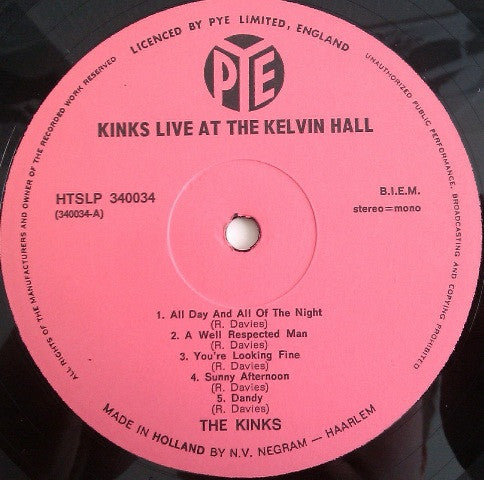 LICENCED BY PYE LIMITED, ENGLAND
PYE
UNAUTHORIZED PUBLIC PERFORMANCE, BROADCASTING AND COPYING PROHIBITED
ALL RIGHTS OF THE MANUFACTURERS AND OWNER OF THE RECORDED WORK RESERVED
KINKS LIVE AT THE KELVIN HALL
HTSLP 340034
(340034-A)
B.I.E.M.
stereo=mono
1. All Day And All Of The Night
(R. Davies)
2. A Well Respected Man
(R. Davies)
3. You're Looking Fine
(R. Davies)
4. Sunny Afternoon
(R. Davies)
5. Dandy
(R. Davies)
THE KINKS
MADE IN HOLLAND BY N.V. NEGRAM — HAARLEM